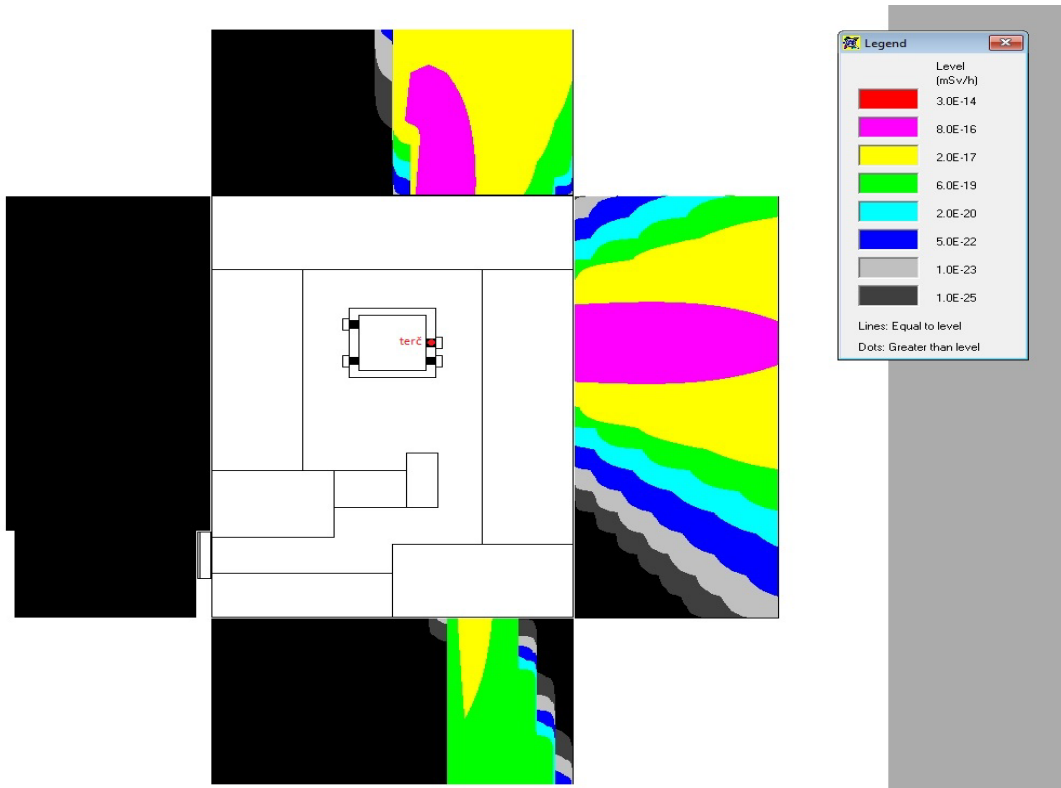 Legend
Level
(mSv/h)
3.0E-14
8.0E-16
2.0E-17
6.0E-19
2.0E-20
5.0E-22
1.0E-23
1.0E-25
Lines: Equal to level
Dots: Greater than level
terč